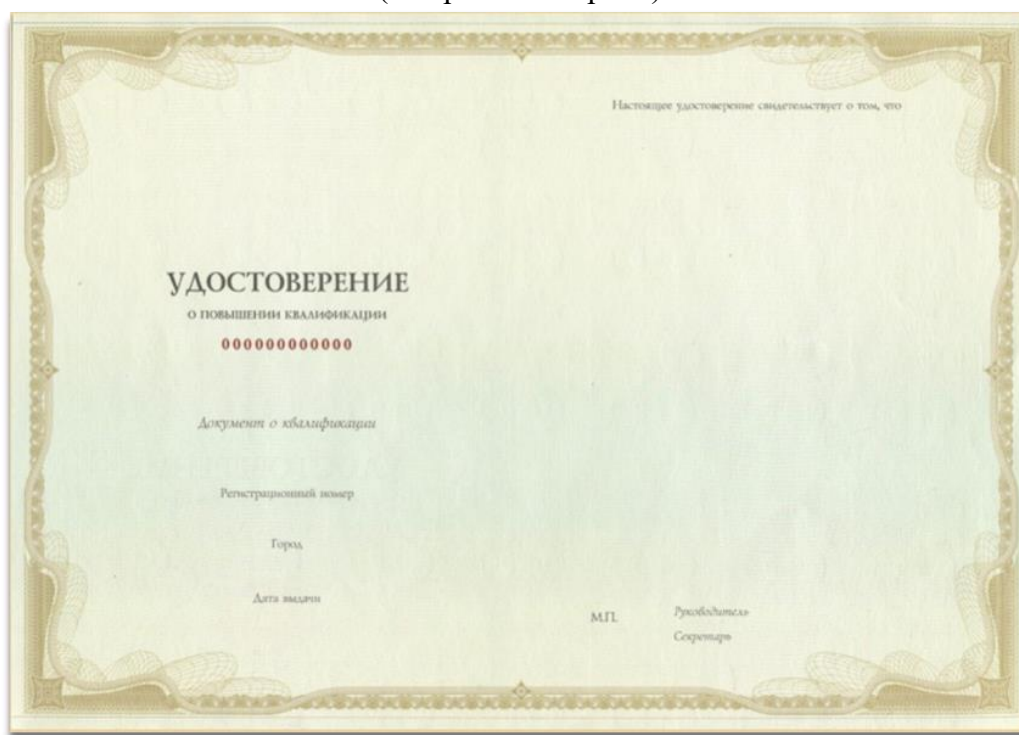 УДОСТОВЕРЕНИЕ
О ПОВЫШЕНИИ КВАЛИФИКАЦИИ
000000000000
Документ о квалификации
Регистрационный номер
Город
Дата выдачи
Настоящее удостоверение свидетельствует о том, что
М.П.
Руководитель
Секретарь